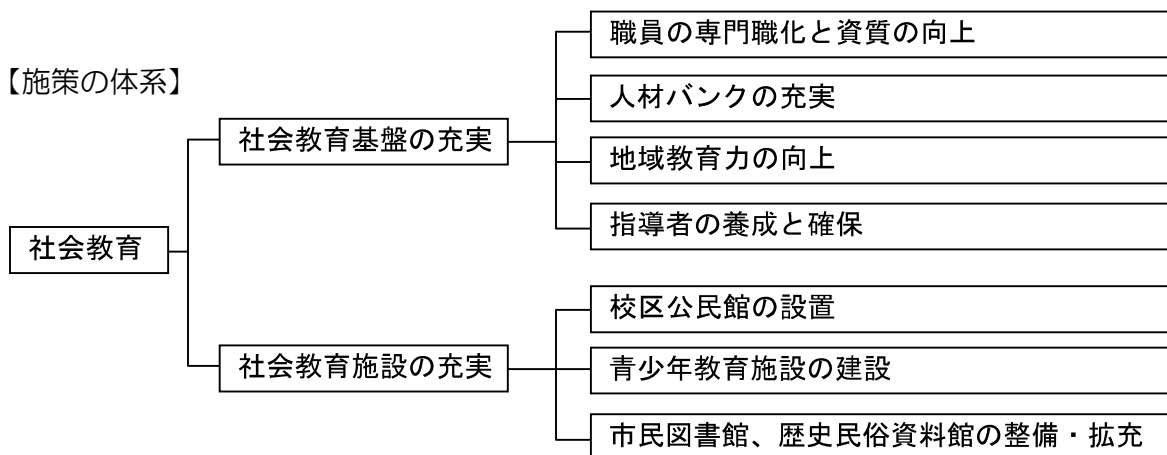 【施策の体系】
社会教育
社会教育基盤の充実
職員の専門職化と資質の向上
人材バンクの充実
地域教育力の向上
指導者の養成と確保
社会教育施設の充実
校区公民館の設置
青少年教育施設の建設
市民図書館、歴史民俗資料館の整備・拡充